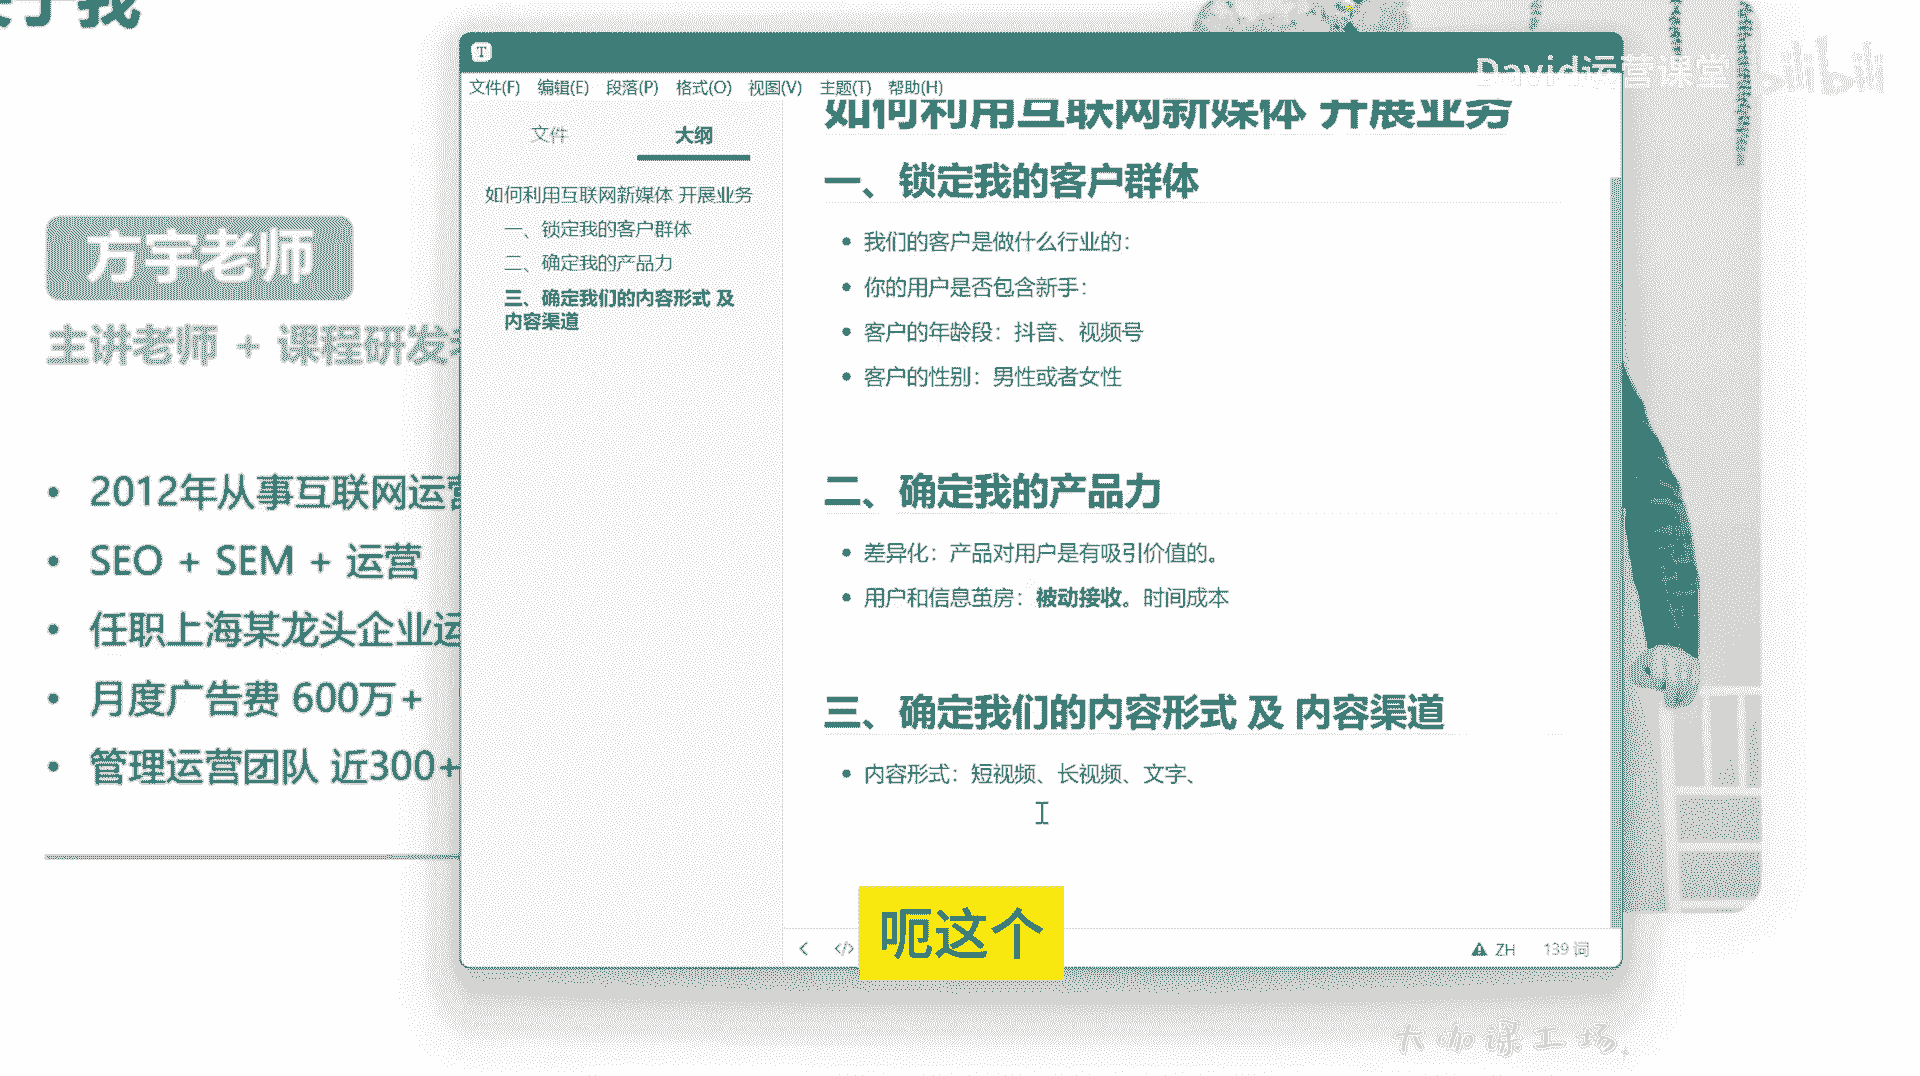 关于我
方宇老师
主讲老师 + 课程研发
2012年从事互联网运营
SEO + SEM + 运营
任职上海某龙头企业运
月度广告费 600万+
管理运营团队 近300+
T
文件(F) 编辑(E) 段落(P) 格式(O) 视图(V) 主题(T) 帮助(H)
文件 大纲
如何利用互联网新媒体 开展业务
一、锁定我的客户群体
二、确定我的产品力
三、确定我们的内容形式 及
内容渠道
如何利用互联网新媒体 开展业务
一、锁定我的客户群体
我们的客户是做什么行业的：
你的用户是否包含新手：
客户的年龄段：抖音、视频号
客户的性别：男性或者女性
二、确定我的产品力
差异化：产品对用户是有吸引价值的。
用户和信息茧房：被动接收。时间成本
三、确定我们的内容形式 及 内容渠道
内容形式：短视频、长视频、文字、
呃这个
ZH 139 词
David运营课堂 bilibili
大咖课工场